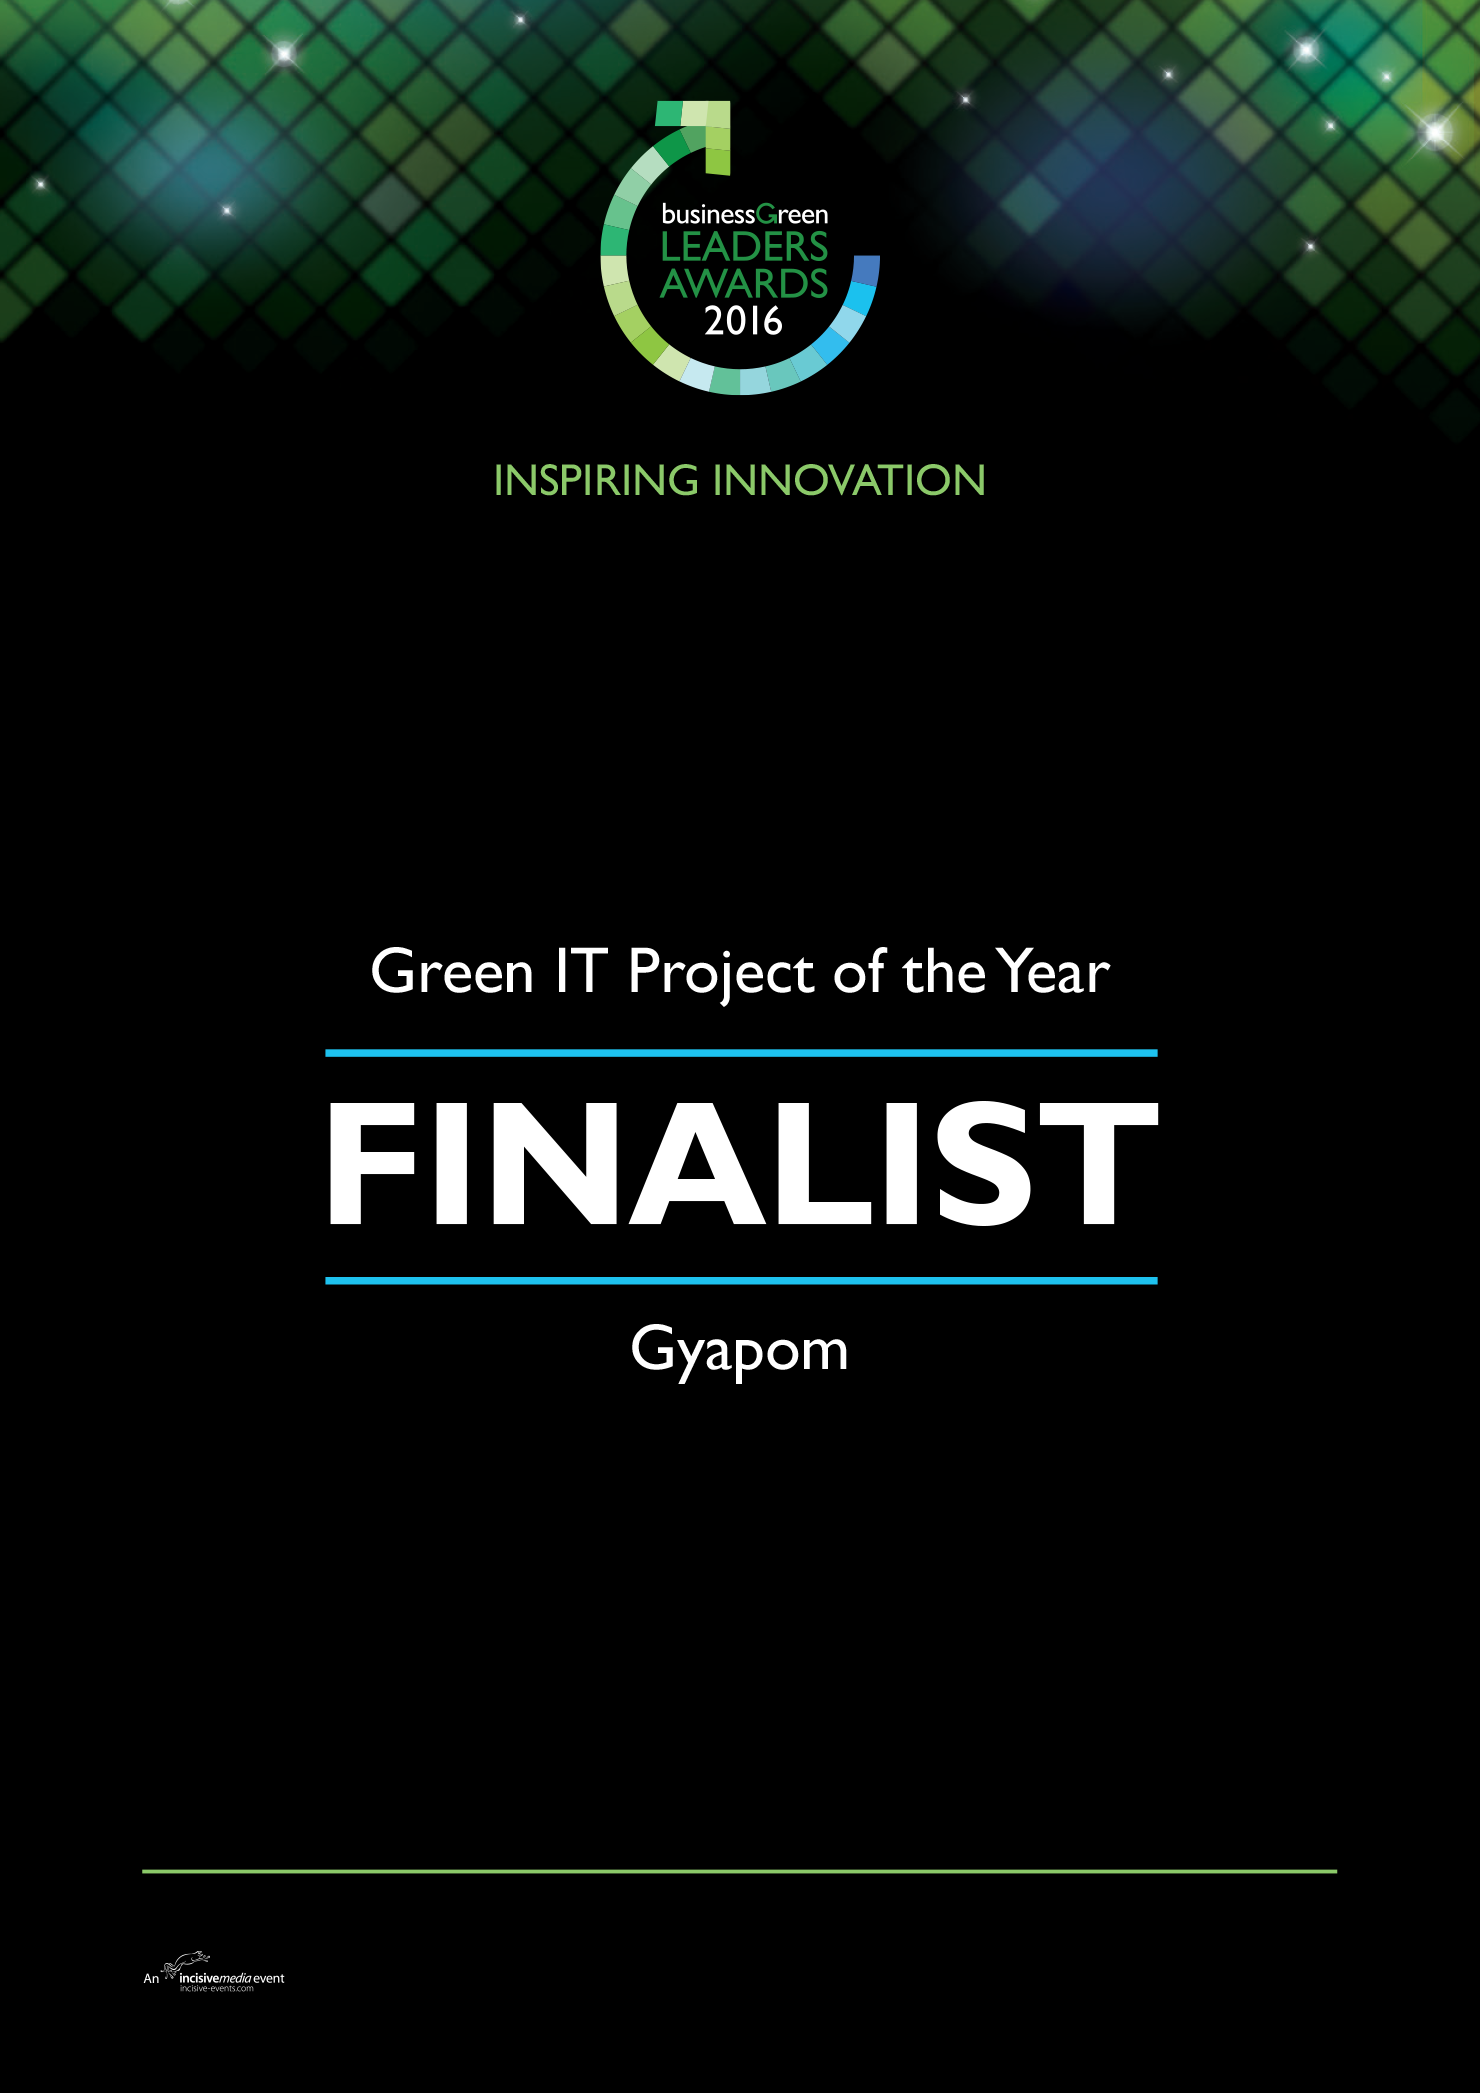 businessGreen
LEADERS
AWARDS
2016
INSPIRING INNOVATION
Green IT Project of the Year
FINALIST
Gyapom
An incisivemedia event
incisive-events.com